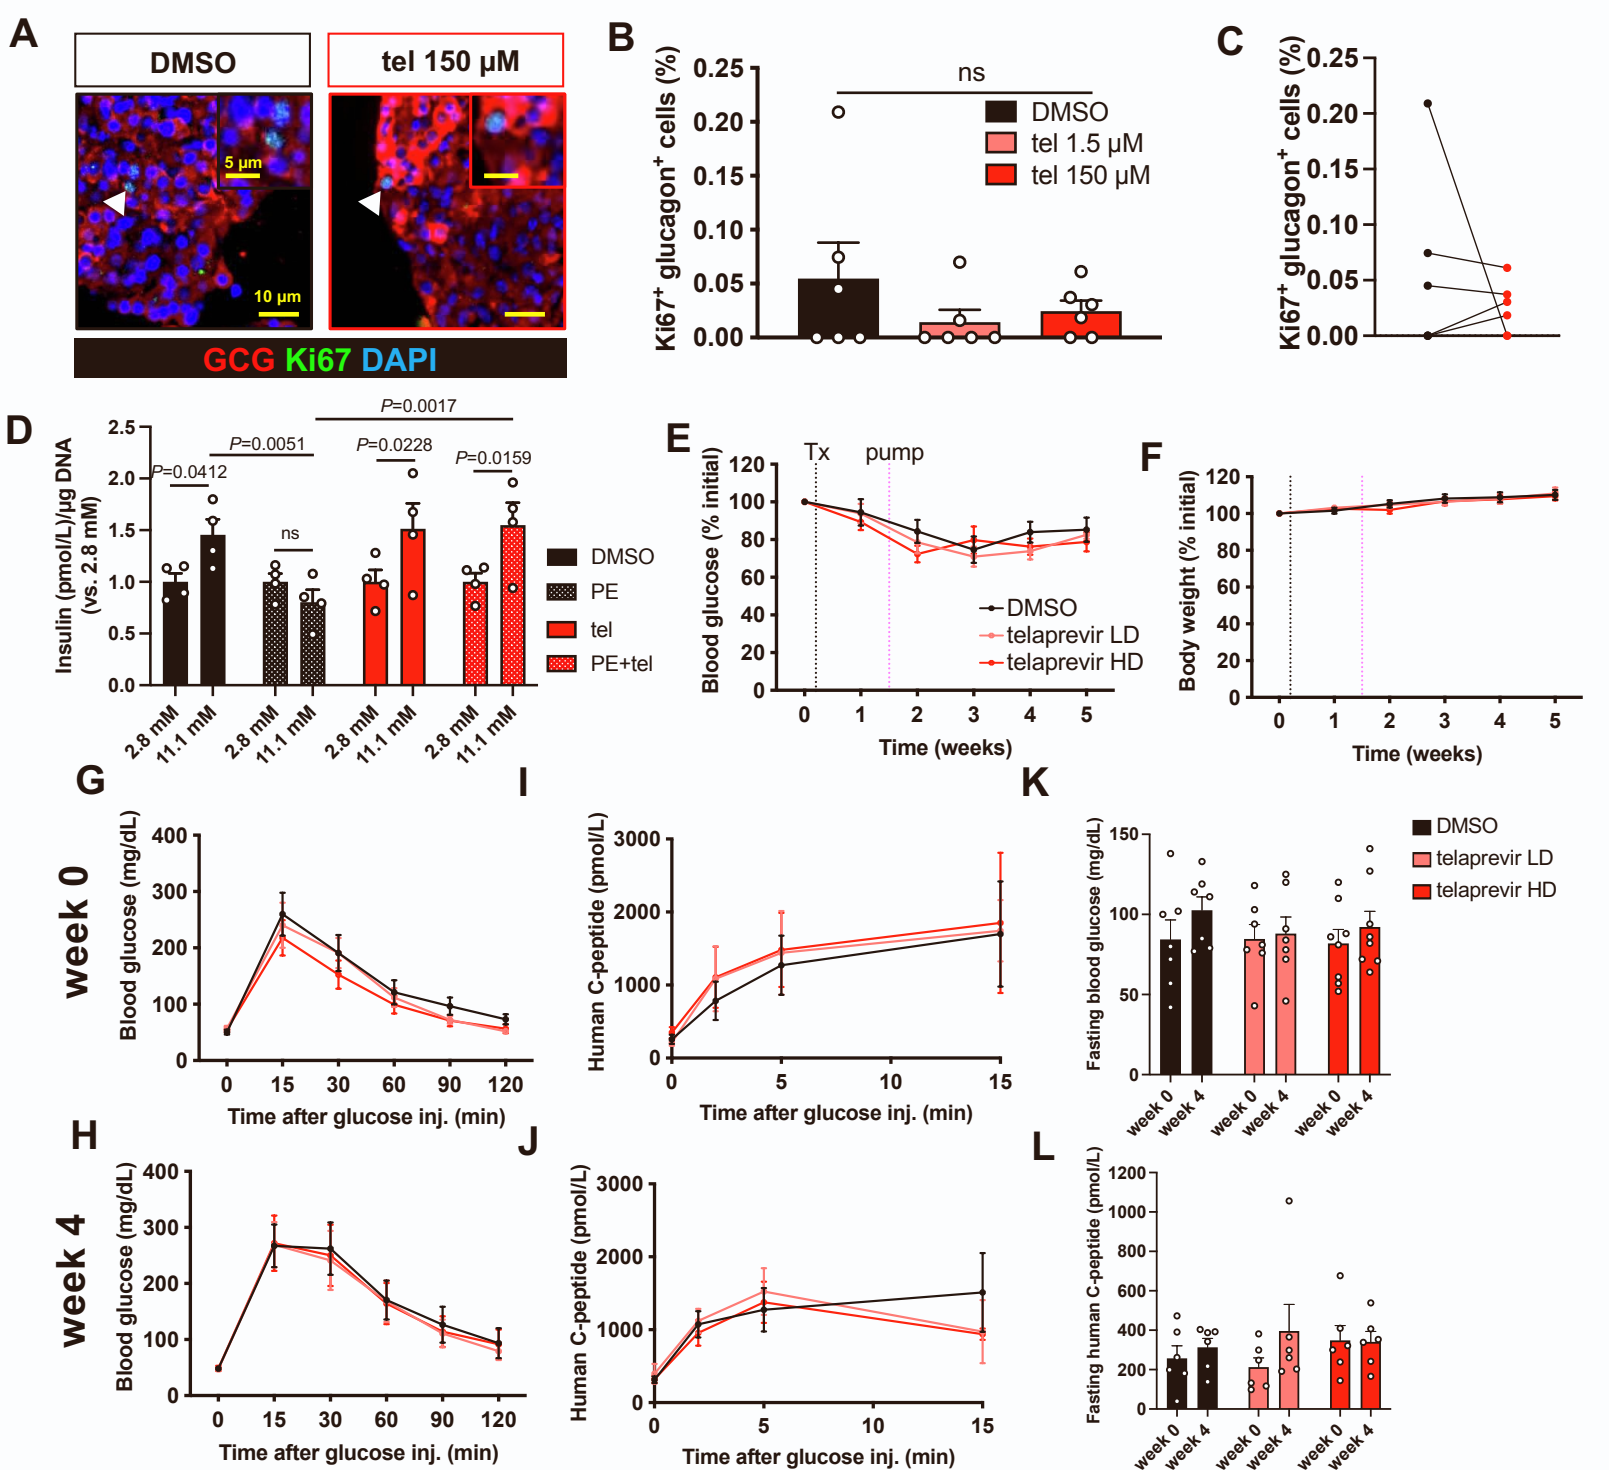 A
DMSO
tel 150 µM
5 µm
10 µm
GCG Ki67 DAPI
B
Ki67+ glucagon+ cells (%)
0.25
0.20
0.15
0.10
0.05
0.00
ns
DMSO
tel 1.5 µM
tel 150 µM
C
Ki67+ glucagon+ cells (%)
0.25
0.20
0.15
0.10
0.05
0.00
D
Insulin (pmol/L)/µg DNA
(vs. 2.8 mM)
2.5
2.0
1.5
1.0
0.5
0.0
P=0.0017
P=0.0051
P=0.0228
P=0.0412
P=0.0159
ns
2.8 mM
11.1 mM
2.8 mM
11.1 mM
2.8 mM
11.1 mM
2.8 mM
11.1 mM
DMSO
PE
tel
PE+tel
E
Tx
pump
Blood glucose (% initial)
120
100
80
60
40
20
0
DMSO
telaprevir LD
telaprevir HD
0 1 2 3 4 5
Time (weeks)
F
Body weight (% initial)
120
100
80
60
40
20
0
0 1 2 3 4 5
Time (weeks)
week 0
G
Blood glucose (mg/dL)
400
300
200
100
0
0 15 30 60 90 120
Time after glucose inj. (min)
I
Human C-peptide (pmol/L)
3000
2000
1000
0
0 5 10 15
Time after glucose inj. (min)
K
Fasting blood glucose (mg/dL)
150
100
50
0
week 0
week 4
week 0
week 4
week 0
week 4
DMSO
telaprevir LD
telaprevir HD
week 4
H
Blood glucose (mg/dL)
400
300
200
100
0
0 15 30 60 90 120
Time after glucose inj. (min)
J
Human C-peptide (pmol/L)
3000
2000
1000
0
0 5 10 15
Time after glucose inj. (min)
L
Fasting human C-peptide (pmol/L)
1200
1000
800
600
400
200
0
week 0
week 4
week 0
week 4
week 0
week 4